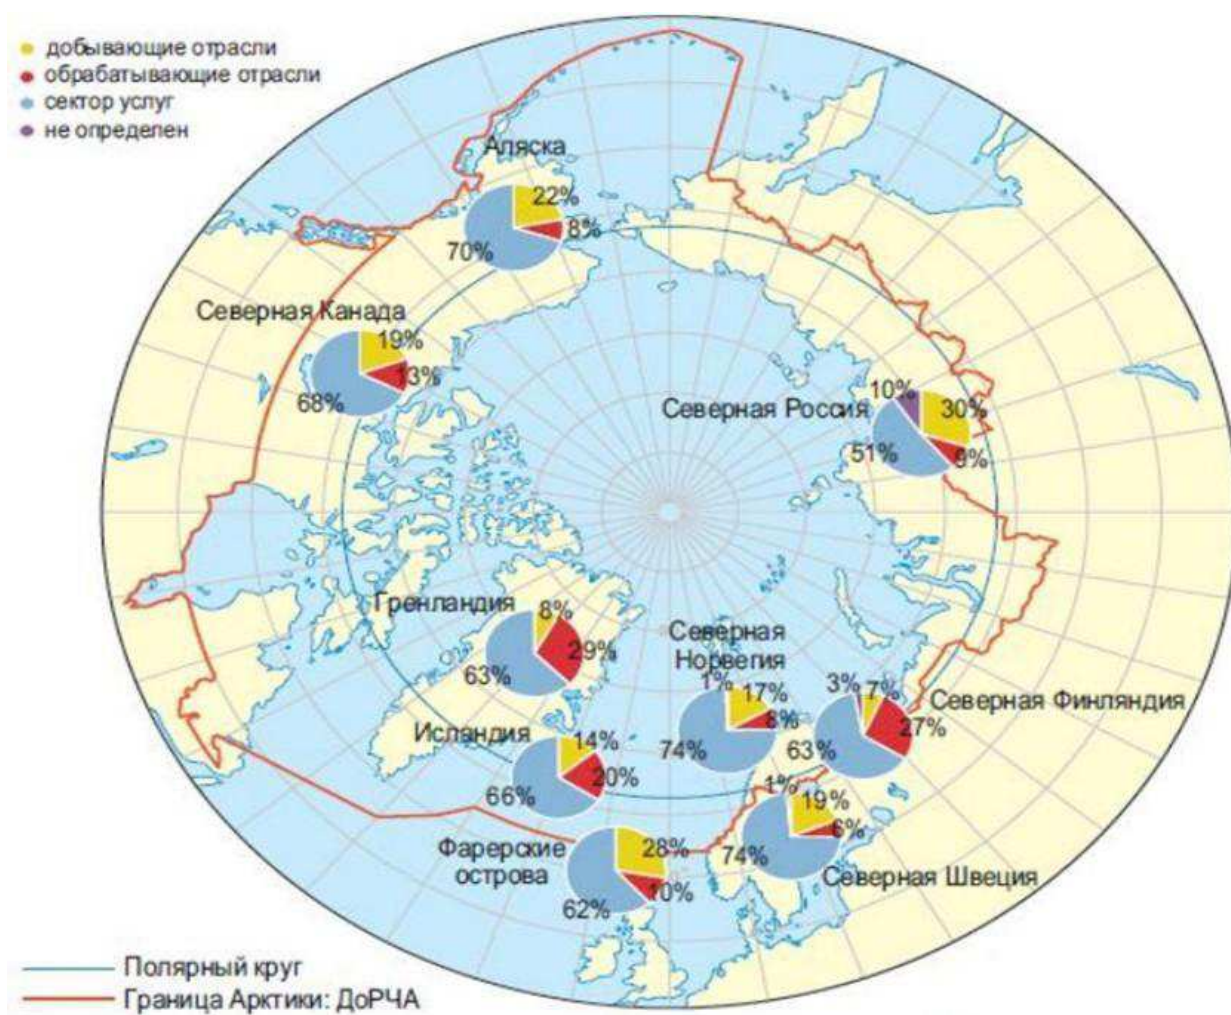 добывающие отрасли
обрабатывающие отрасли
сектор услуг
не определен
Аляска
22%
8%
70%
Северная Канада
19%
13%
68%
Северная Россия
10%
30%
51%
9%
Гренландия
8%
29%
63%
Северная
Норвегия
1%
17%
8%
74%
3%
7%
Северная Финляндия
27%
63%
Исландия
14%
20%
66%
1%
19%
6%
74%
Северная Швеция
Фарерские
острова
28%
10%
62%
Полярный круг
Граница Арктики: ДоРЧА